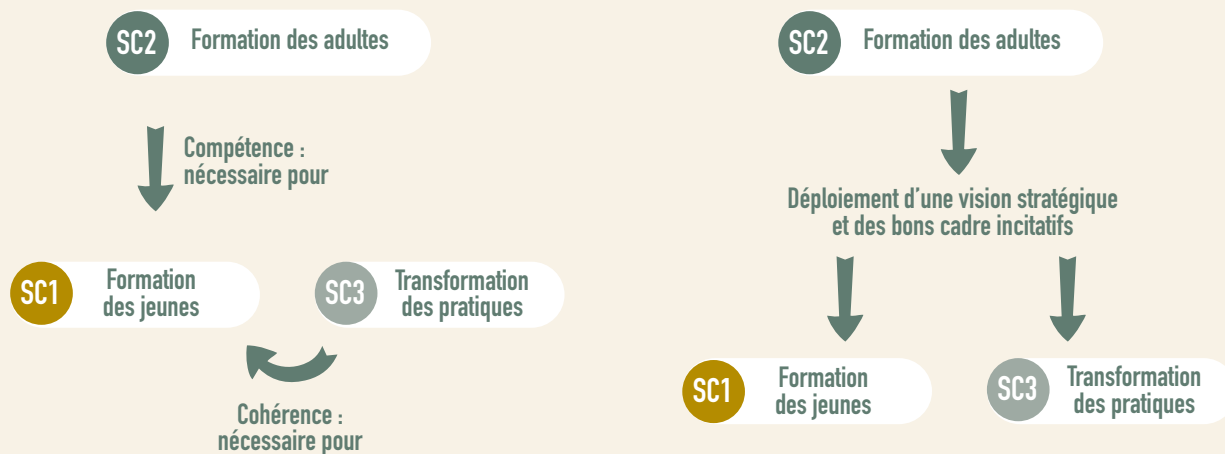 SC2 Formation des adultes
Compétence :
nécessaire pour
SC1 Formation
des jeunes
SC3 Transformation
des pratiques
Cohérence :
nécessaire pour
SC2 Formation des adultes
Déploiement d'une vision stratégique
et des bons cadre incitatifs
SC1 Formation
des jeunes
SC3 Transformation
des pratiques